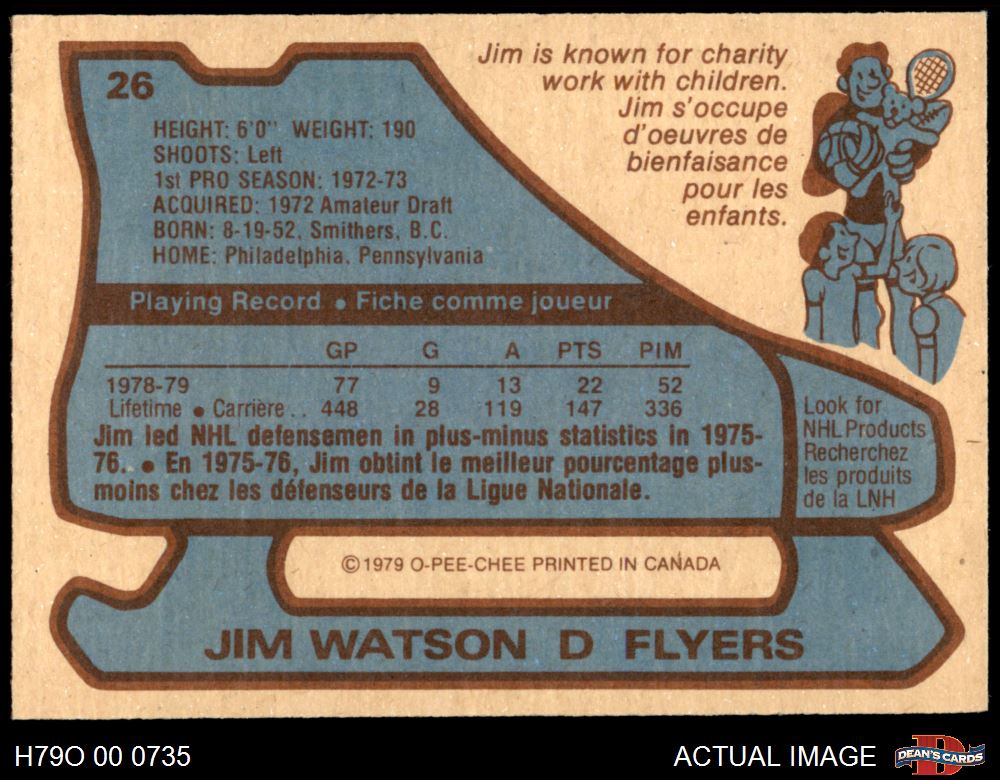 26
Jim is known for charity
work with children.
Jim s'occupe
d'oeuvres de
bienfaisance
pour les
enfants.
HEIGHT: 6'0" WEIGHT: 190
SHOOTS: Left
1st PRO SEASON: 1972-73
ACQUIRED: 1972 Amateur Draft
BORN: 8-19-52, Smithers, B.C.
HOME: Philadelphia, Pennsylvania
Playing Record • Fiche comme joueur
GP G A PTS PIM
1978-79 77 9 13 22 52
Lifetime • Carrière .. 448 28 119 147 336
Jim led NHL defensemen in plus-minus statistics in 1975-
76.. • En 1975-76, Jim obtint le meilleur pourcentage plus-
moins chez les défenseurs de la Ligue Nationale.
Look for
NHL Products
Recherchez
les produits
de la LNH
©1979 O-PEE-CHEE PRINTED IN CANADA
JIM WATSON D FLYERS
H79O 00 0735
ACTUAL IMAGE
DEAN'S CARDS